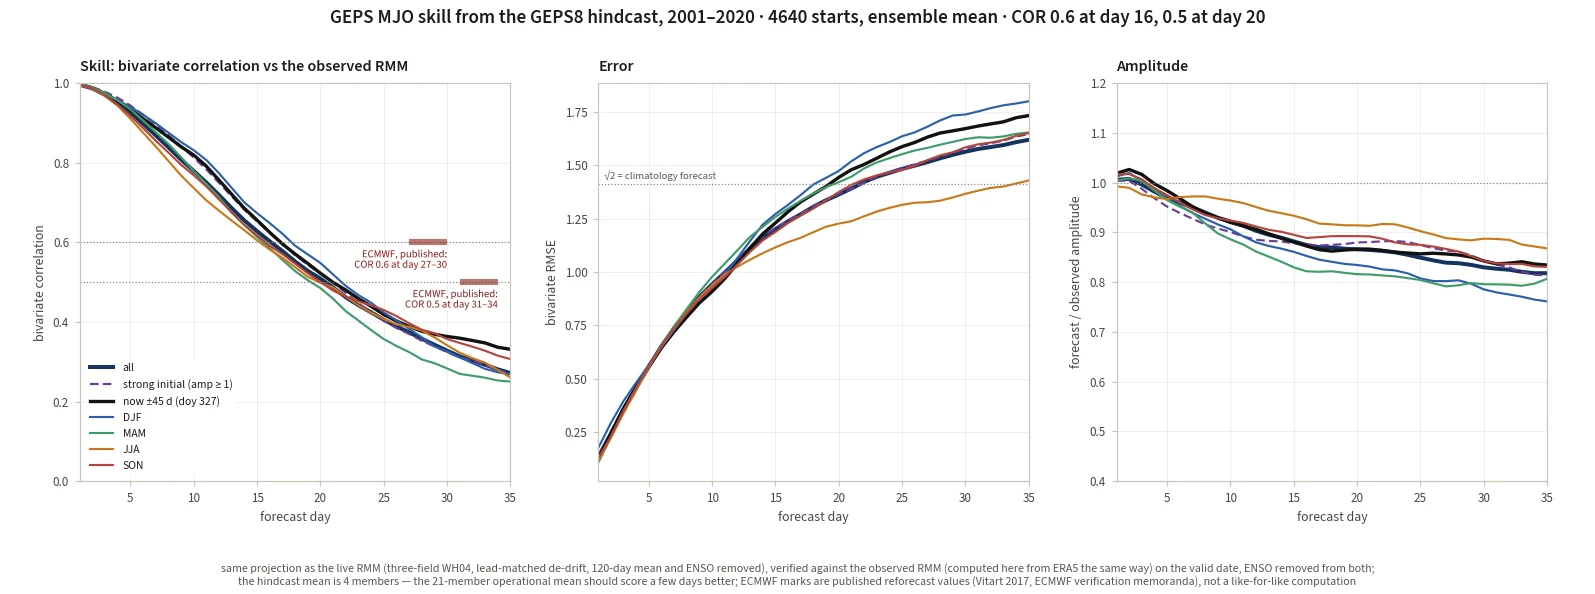 GEPS MJO skill from the GEPS8 hindcast, 2001–2020 · 4640 starts, ensemble mean · COR 0.6 at day 16, 0.5 at day 20
Skill: bivariate correlation vs the observed RMM
1.0
0.8
0.6
0.4
0.2
0.0
bivariate correlation
ECMWF, published:
COR 0.6 at day 27–30
ECMWF, published:
COR 0.5 at day 31–34
all
strong initial (amp ≥ 1)
now ±45 d (doy 327)
DJF
MAM
JJA
SON
5 10 15 20 25 30 35
forecast day
Error
1.75
1.50
1.25
1.00
0.75
0.50
0.25
bivariate RMSE
√2 = climatology forecast
5 10 15 20 25 30 35
forecast day
Amplitude
1.2
1.1
1.0
0.9
0.8
0.7
0.6
0.5
0.4
forecast / observed amplitude
5 10 15 20 25 30 35
forecast day
same projection as the live RMM (three-field WH04, lead-matched de-drift, 120-day mean and ENSO removed), verified against the observed RMM (computed here from ERA5 the same way) on the valid date, ENSO removed from both;
the hindcast mean is 4 members — the 21-member operational mean should score a few days better; ECMWF marks are published reforecast values (Vitart 2017, ECMWF verification memoranda), not a like-for-like computation